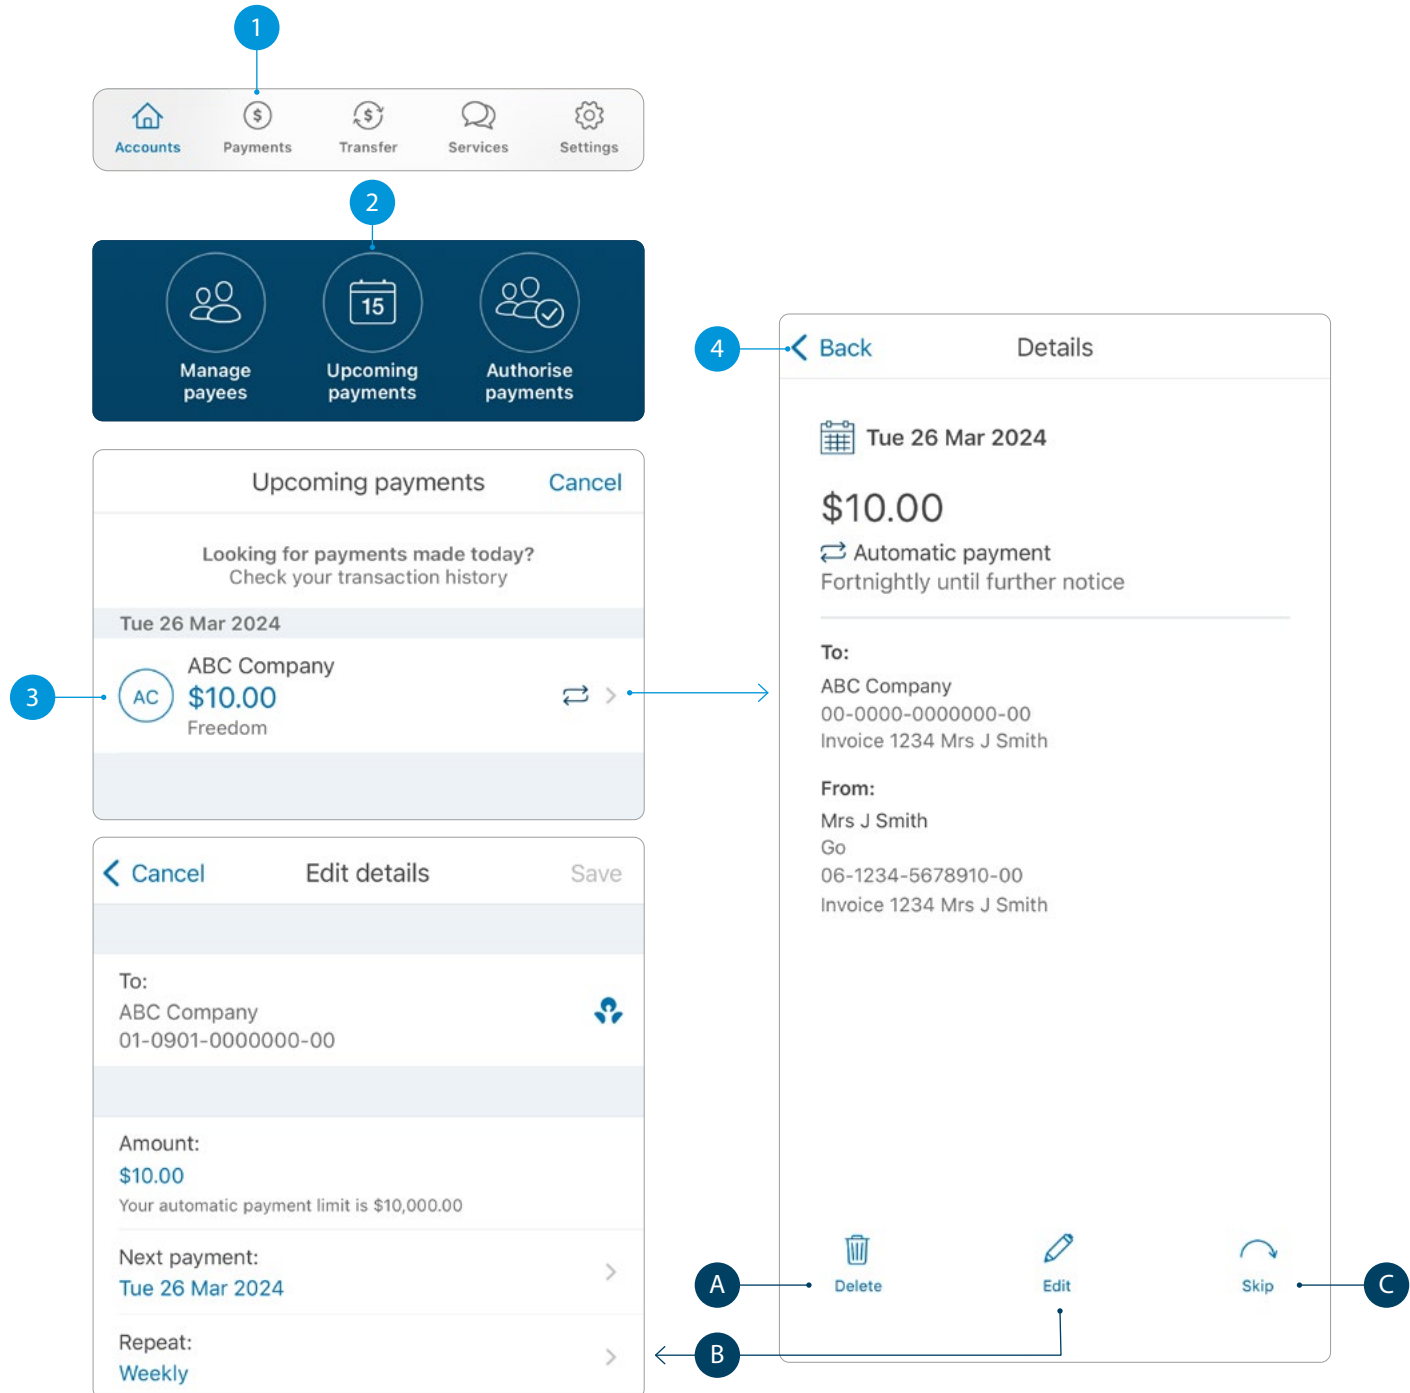 1
Accounts Payments Transfer Services Settings
2
15
Manage payees
Upcoming payments
Authorise payments
Upcoming payments Cancel
Looking for payments made today?
Check your transaction history
Tue 26 Mar 2024
3
AC
ABC Company
$10.00
Freedom
4
Back Details
Tue 26 Mar 2024
$10.00
Automatic payment
Fortnightly until further notice
To:
ABC Company
00-0000-0000000-00
Invoice 1234 Mrs J Smith
From:
Mrs J Smith
Go
06-1234-5678910-00
Invoice 1234 Mrs J Smith
A
Delete Edit Skip
C
B
Cancel Edit details Save
To:
ABC Company
01-0901-0000000-00
Amount:
$10.00
Your automatic payment limit is $10,000.00
Next payment:
Tue 26 Mar 2024
Repeat:
Weekly